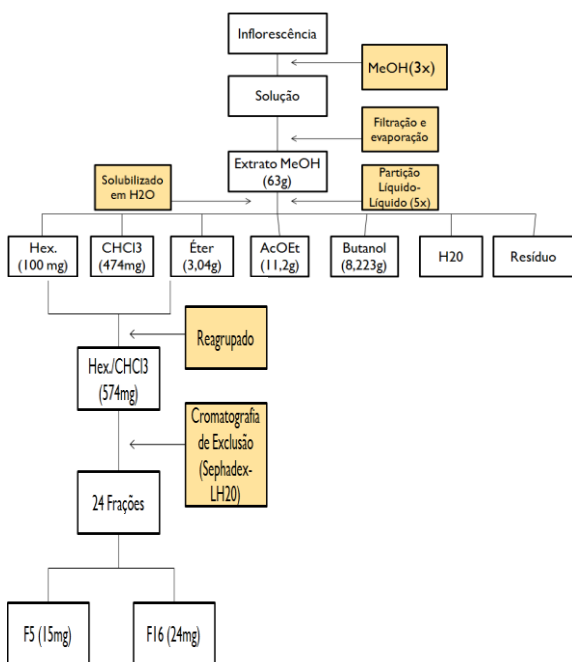 Inflorescência
MeOH(3x)
Solução
Filtração e
evaporação
Extrato MeOH
(63g)
Solubilizado
em H2O
Partição
Líquido-
Líquido (5x)
Hex.
(100 mg)
CHCl3
(474mg)
Éter
(3,04g)
AcOEt
(11,2g)
Butanol
(8,223g)
H20
Resíduo
Reagrupado
Hex./CHCl3
(574mg)
Cromatografia
de Exclusão
(Sephadex-
LH20)
24 Frações
F5 (15mg)
F16 (24mg)